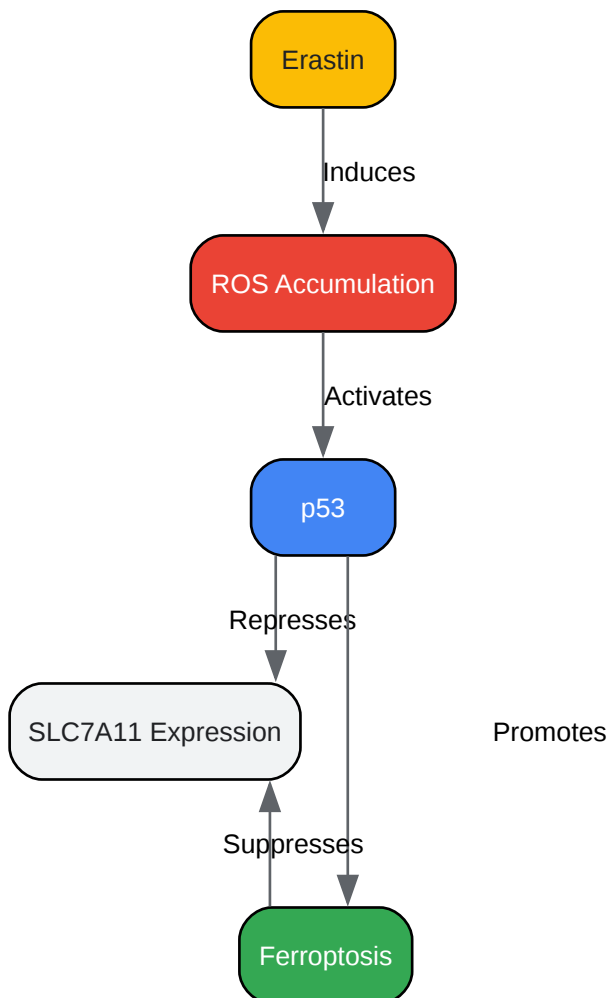 Erastin
Induces
ROS Accumulation
Activates
p53
Represses
SLC7A11 Expression
Promotes
Suppresses
Ferroptosis